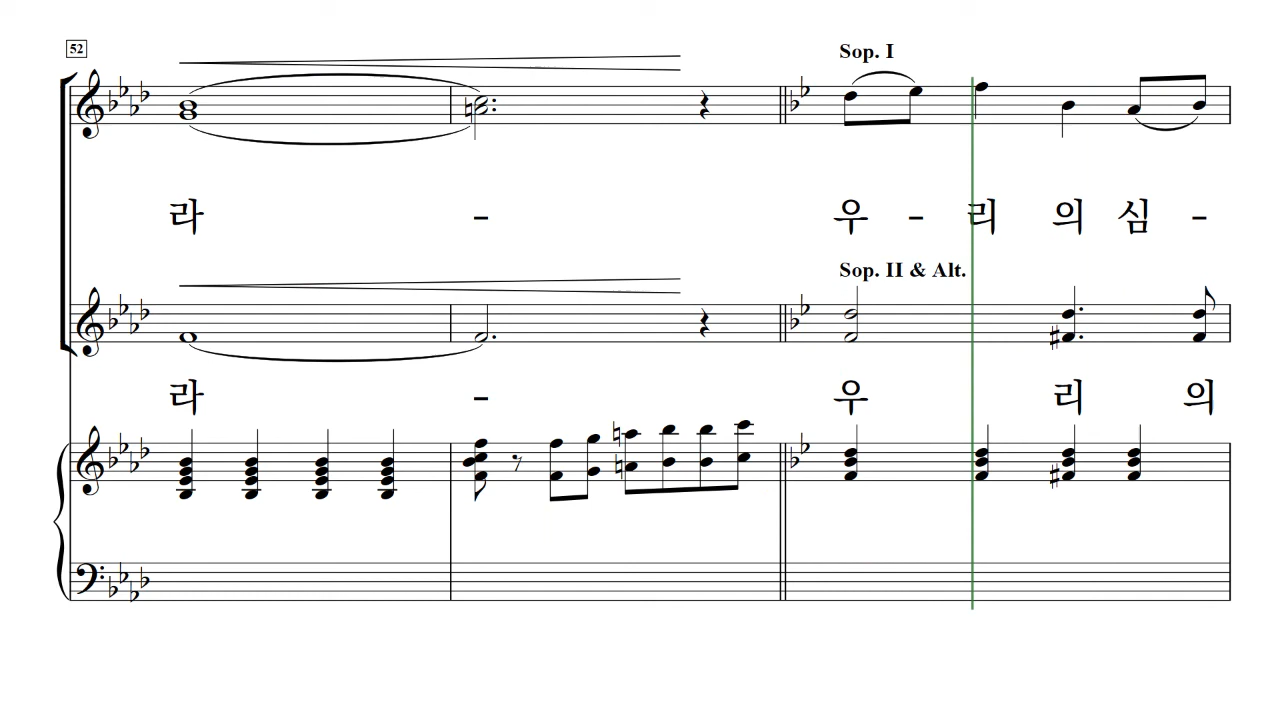 52
Sop. I
라 - 우 - 리 의 심 -
Sop. II & Alt.
라 - 우 리 의